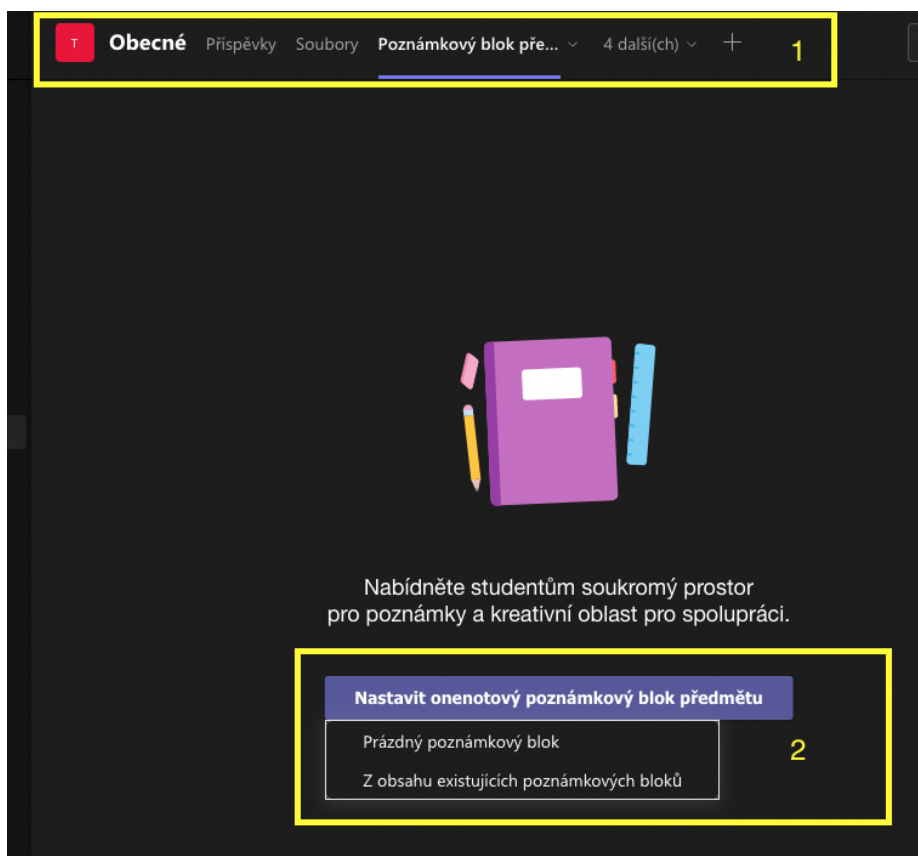 T Obecné Příspěvky Soubory Poznámkový blok pře... 4 další(ch) 1
Nabídněte studentům soukromý prostor
pro poznámky a kreativní oblast pro spolupráci.
Nastavit onenotový poznámkový blok předmětu
Prázdný poznámkový blok
2
Z obsahu existujících poznámkových bloků